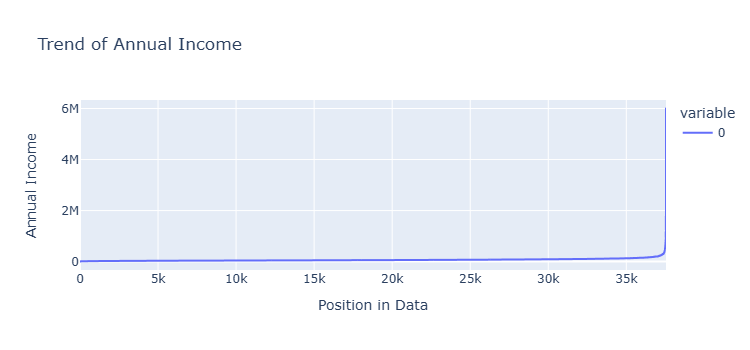 Trend of Annual Income
variable
0
Annual Income
6M
4M
2M
0
0 5k 10k 15k 20k 25k 30k 35k
Position in Data